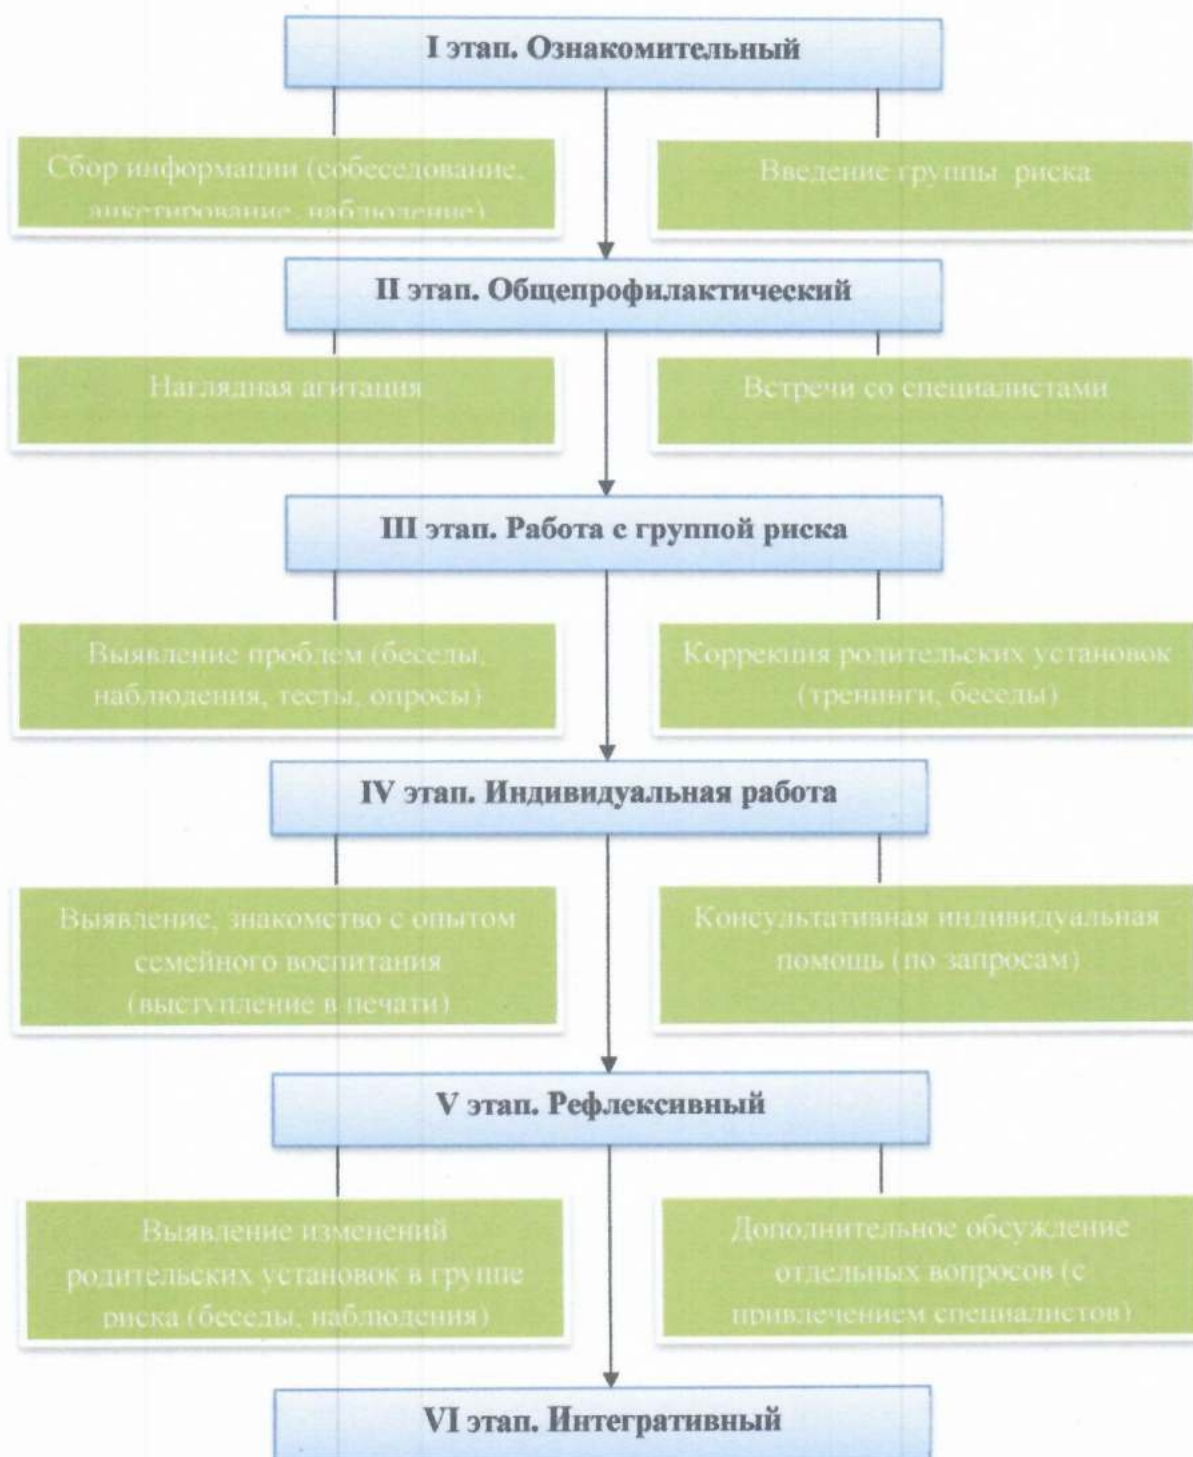 I этап. Ознакомительный
Сбор информации (собеседование,
анкетирование, наблюдение)
Введение группы риска
II этап. Общепрофилактический
Наглядная агитация
Встречи со специалистами
III этап. Работа с группой риска
Выявление проблем (беседы,
наблюдения, тесты, опросы)
Коррекция родительских установок
(тренинги, беседы)
IV этап. Индивидуальная работа
Выявление, знакомство с опытом
семейного воспитания
(выступление в печати)
Консультативная индивидуальная
помощь (по запросам)
V этап. Рефлексивный
Выявление изменений
родительских установок в группе
риска (беседы, наблюдения)
Дополнительное обсуждение
отдельных вопросов (с
привлечением специалистов)
VI этап. Интегративный